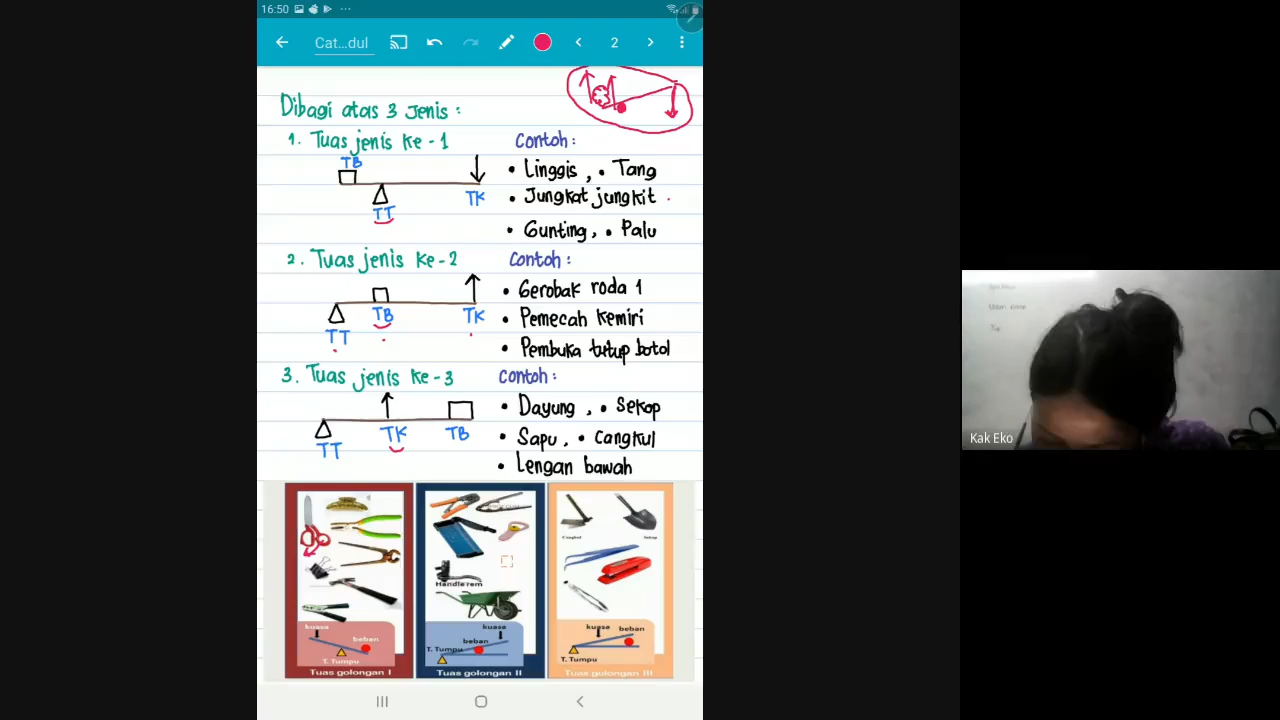 16:50
Cat...dul
2
Dibagi atas 3 Jenis :
1. Tuas jenis ke - 1
Contoh :
TB
• Linggis , • Tang
TK
• Jungkat jungkit
TT
• Gunting, • Palu
2. Tuas jenis ke - 2
Contoh :
• Gerobak roda 1
TB
TK
• Pemecah kemiri
TT
• Pembuka tutup botol
3. Tuas jenis ke - 3
Contoh :
• Dayung , • Sekop
TK
TB
• Sapu , • Cangkul
TT
• Lengan bawah
Cangkul
Sekop
Handle rem
kuasa
beban
T. Tumpu
Tuas golongan I
kuasa
beban
T. Tumpu
Tuas golongan II
kuasa
beban
T. Tumpu
Tuas golongan III
Kak Eko